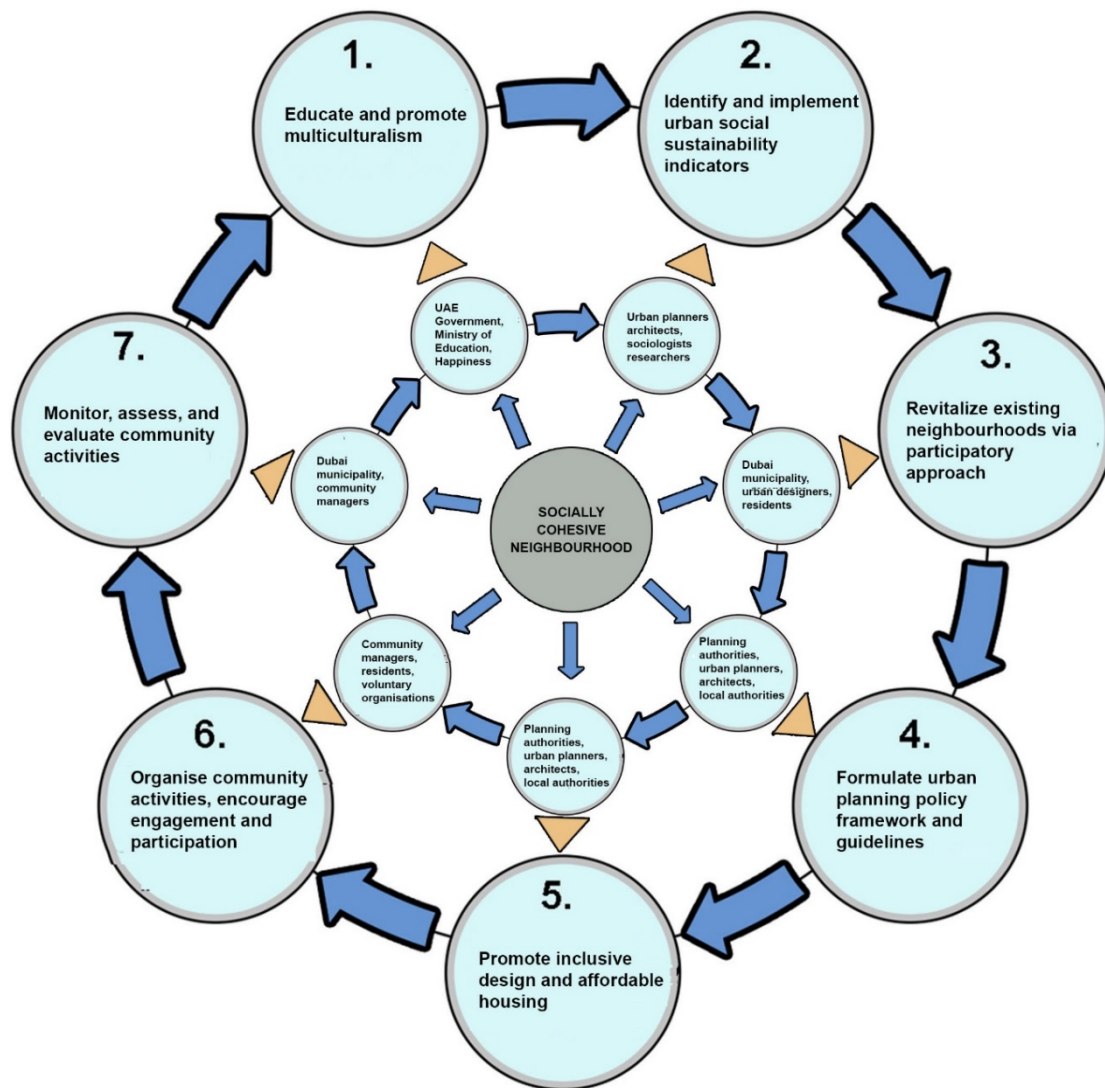 1.
Educate and promote
multiculturalism
2.
Identify and implement
urban social
sustainability
indicators
3.
Revitalize existing
neighbourhoods via
participatory
approach
4.
Formulate urban
planning policy
framework and
guidelines
5.
Promote inclusive
design and affordable
housing
6.
Organise community
activities, encourage
engagement and
participation
7.
Monitor, assess, and
evaluate community
activities
UAE
Government,
Ministry of
Education,
Happiness
Urban planners
architects,
sociologists
researchers
Dubai
municipality,
urban designers,
residents
Planning
authorities,
urban planners,
architects,
local authorities
Planning
authorities,
urban planners,
architects,
local authorities
Community
managers,
residents,
voluntary
organisations
Dubai
municipality,
community
managers
SOCIALLY
COHESIVE
NEIGHBOURHOOD